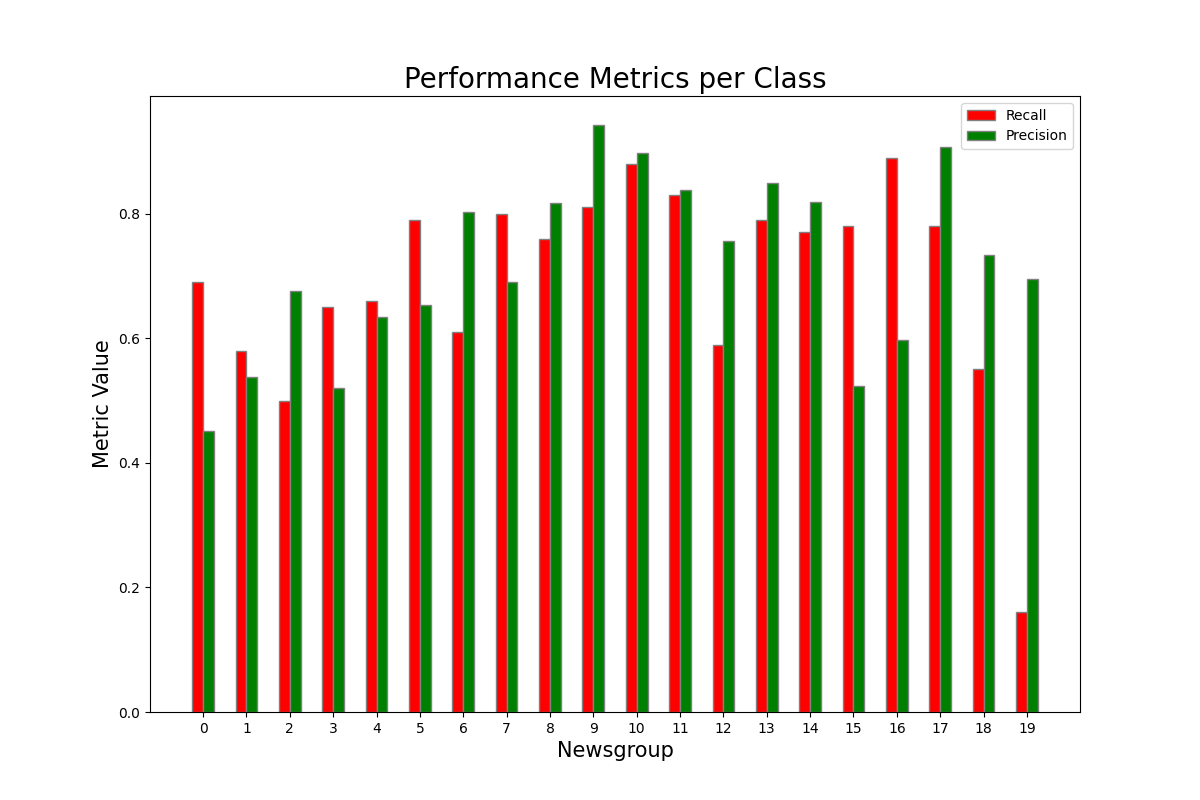 Performance Metrics per Class
Recall
Precision
Metric Value
0.8
0.6
0.4
0.2
0.0
0 1 2 3 4 5 6 7 8 9 10 11 12 13 14 15 16 17 18 19
Newsgroup